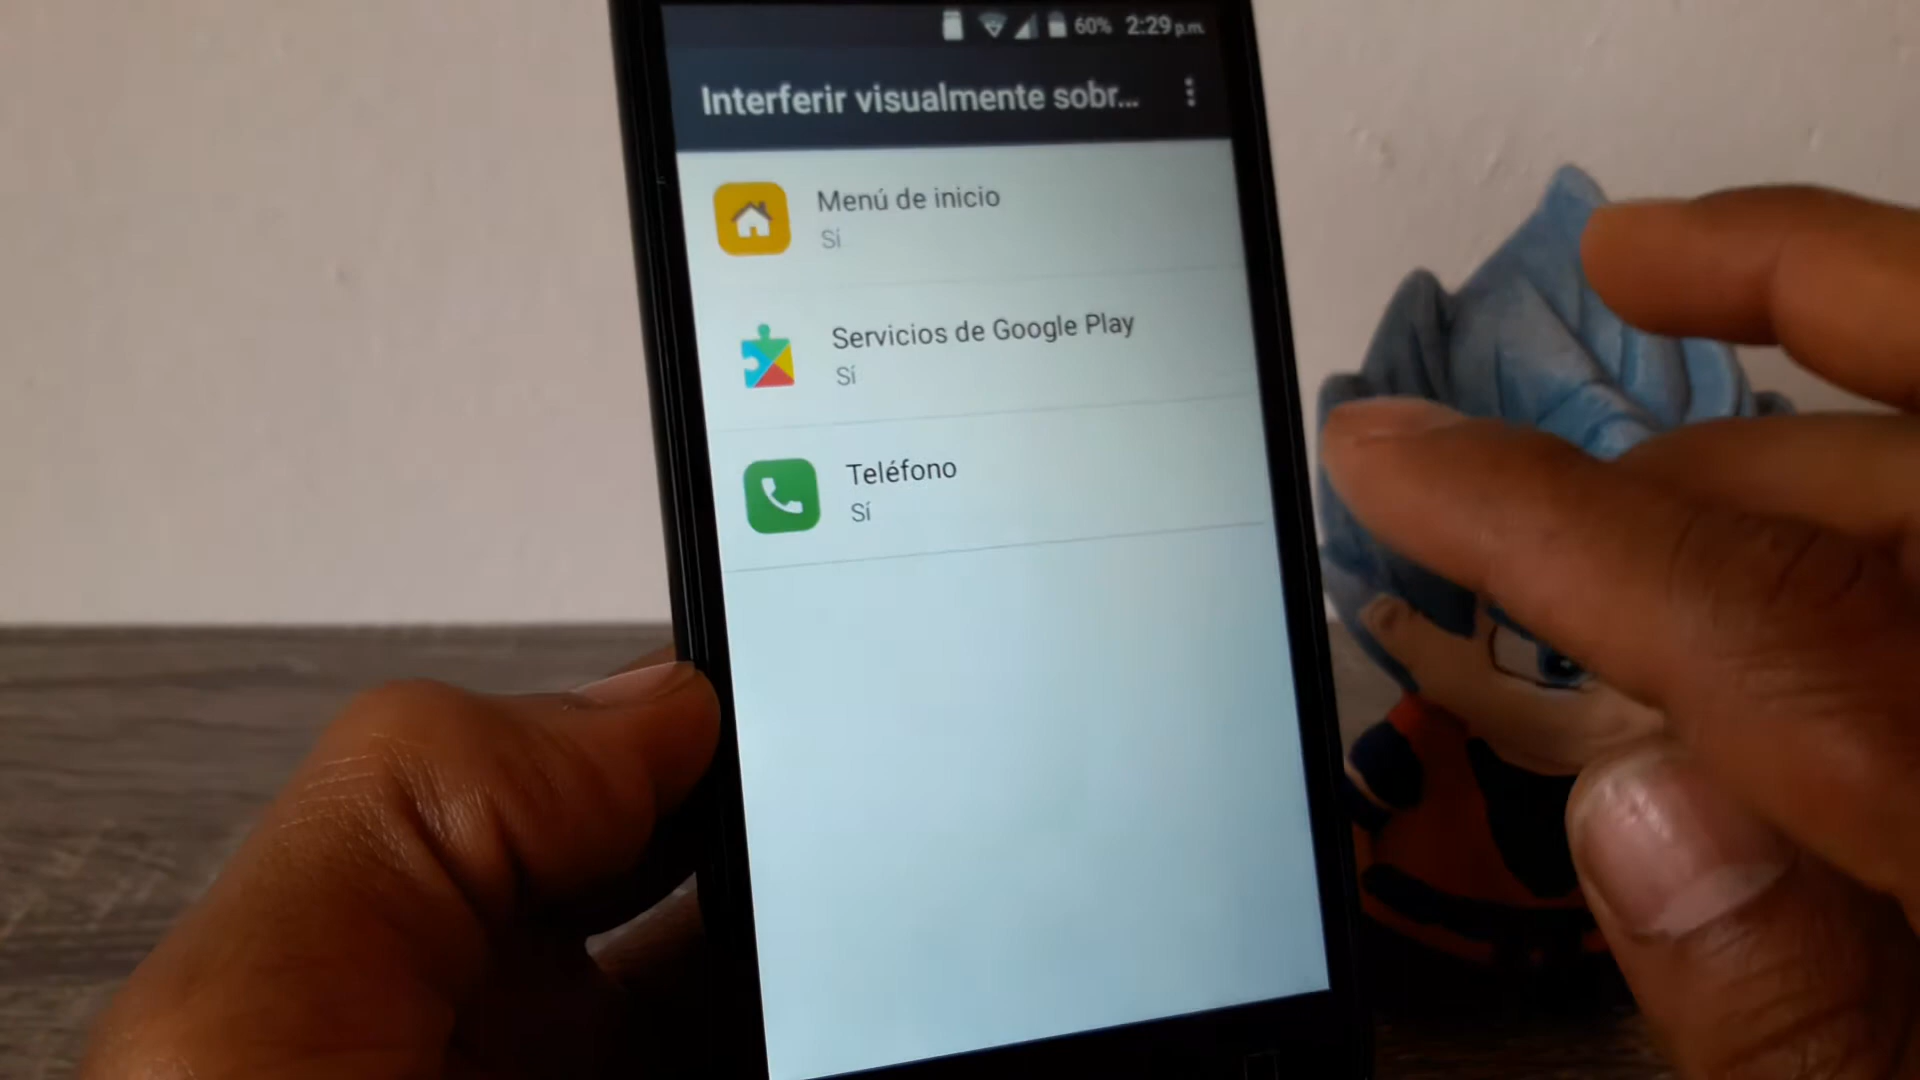 60% 2:29 p.m.
Interferir visualmente sobr...
Menú de inicio
Sí
Servicios de Google Play
Sí
Teléfono
Sí